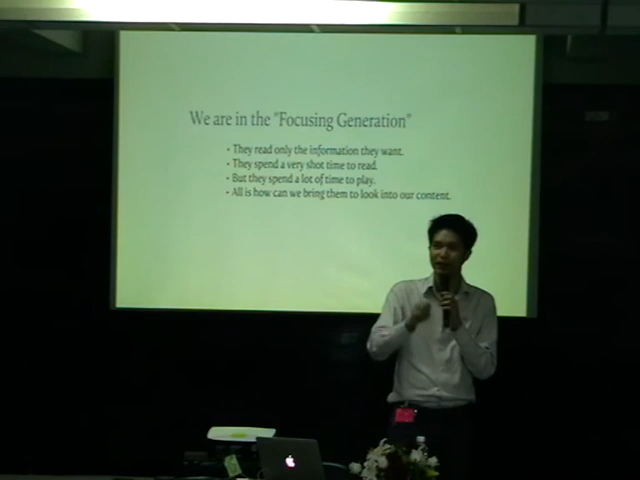 We are in the "Focusing Generation"
• They read only the information they want.
• They spend a very shot time to read.
• But they spend a lot of time to play.
• All is how can we bring them to look into our content.